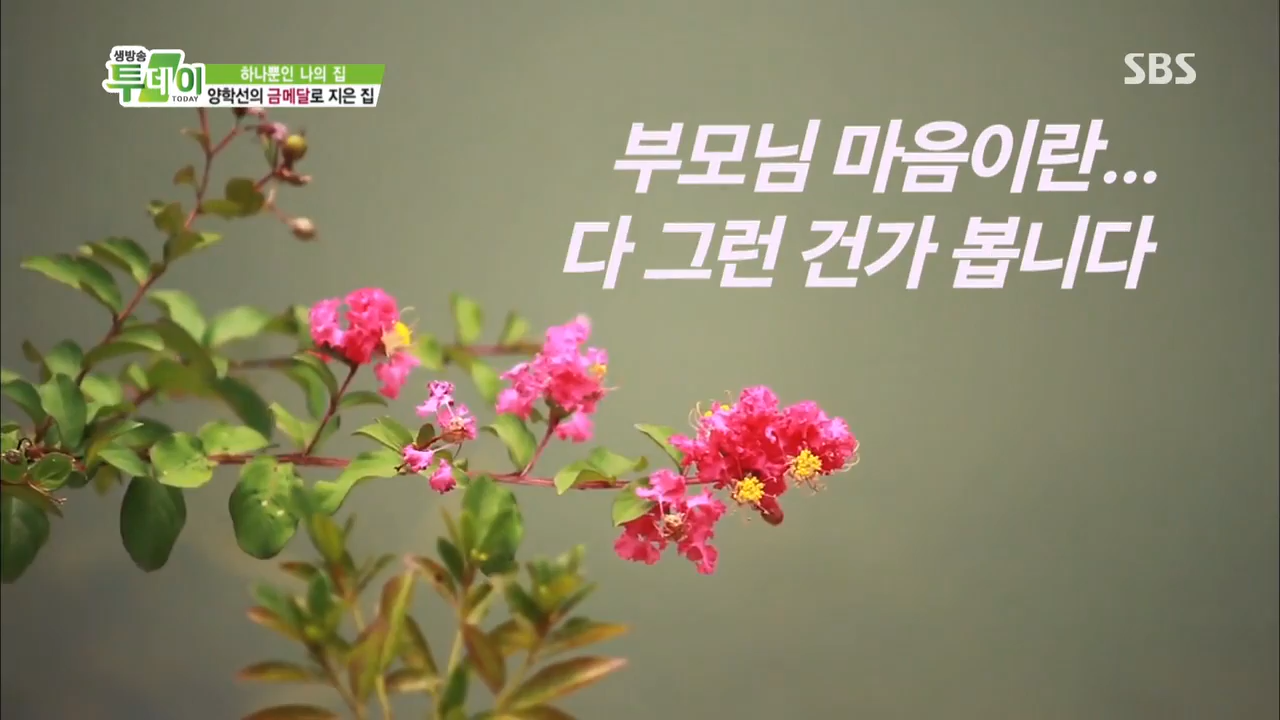 생방송
투데이
TODAY
하나뿐인 나의 집
양학선의 금메달로 지은 집
SBS
부모님 마음이란...
다 그런 건가 봅니다